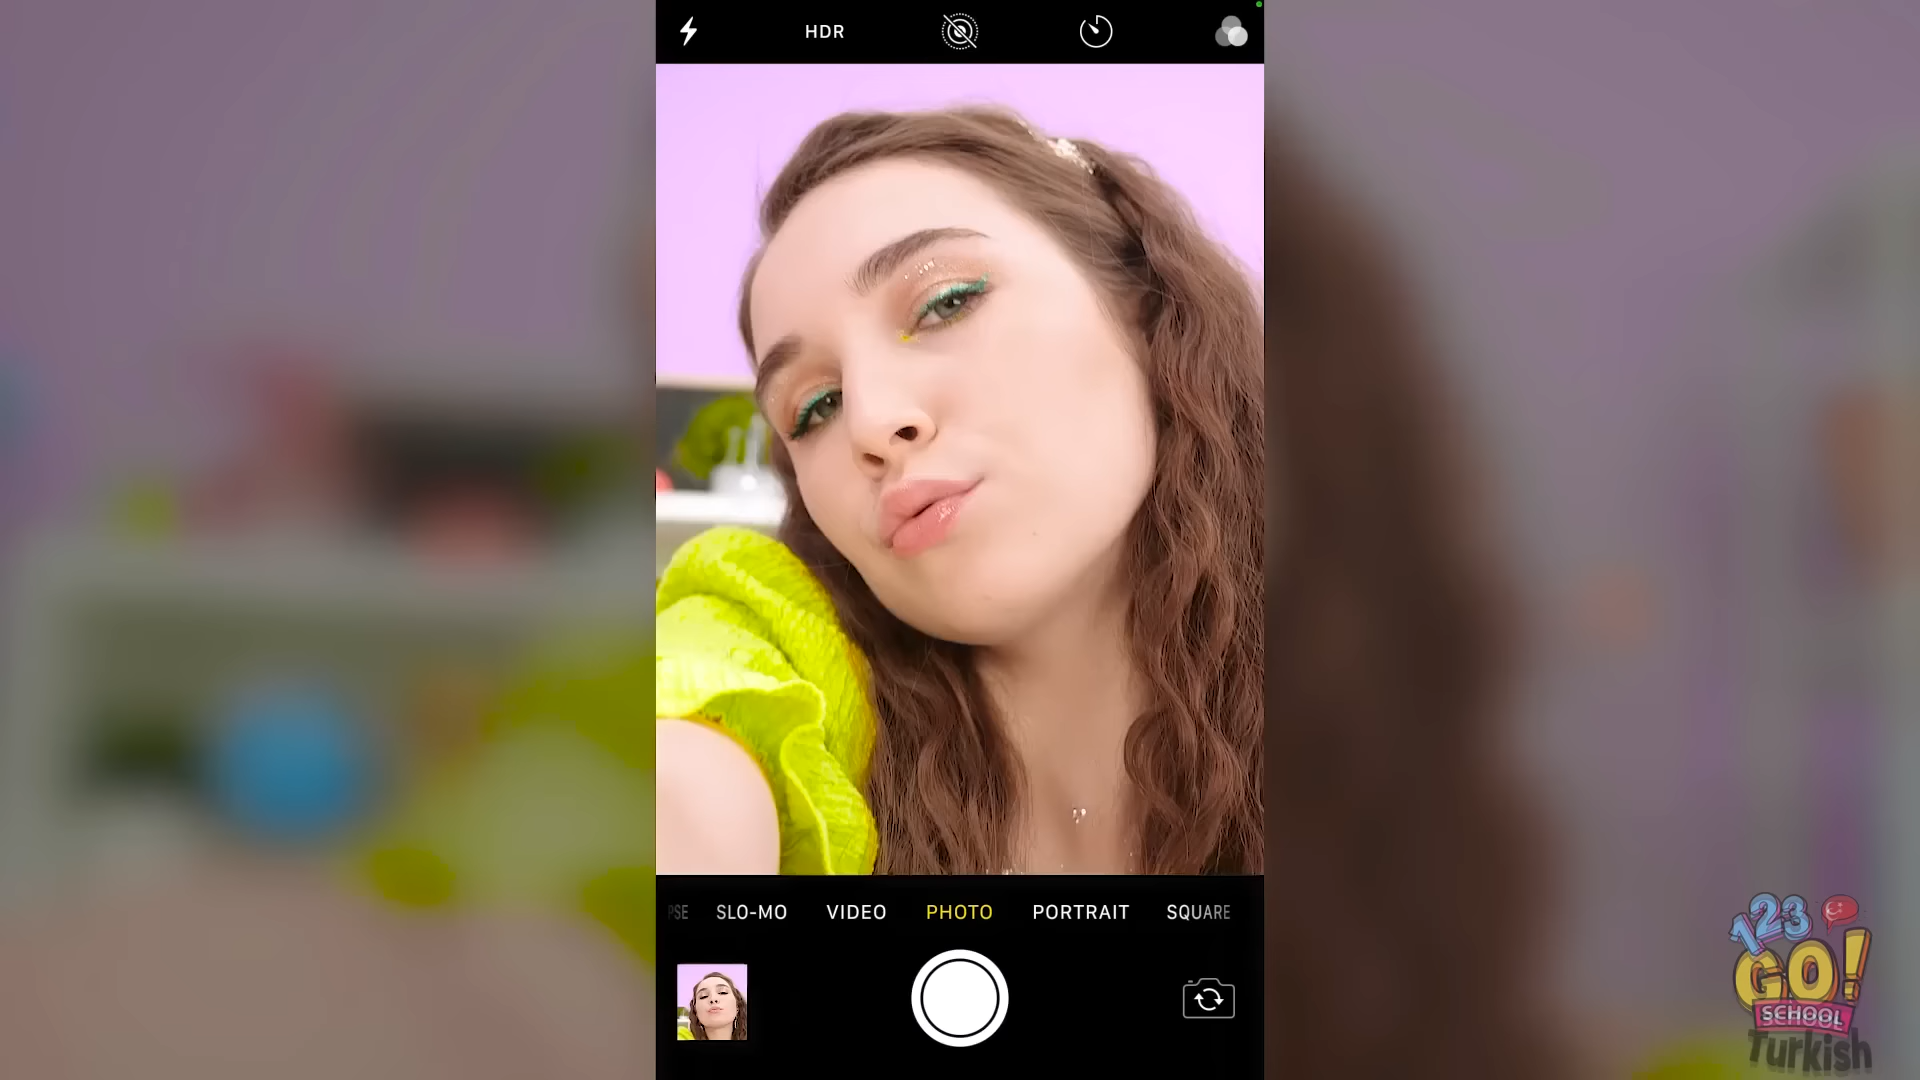 HDR
PSE SLO-MO VIDEO PHOTO PORTRAIT SQUARE
123
GO!
SCHOOL
Turkish